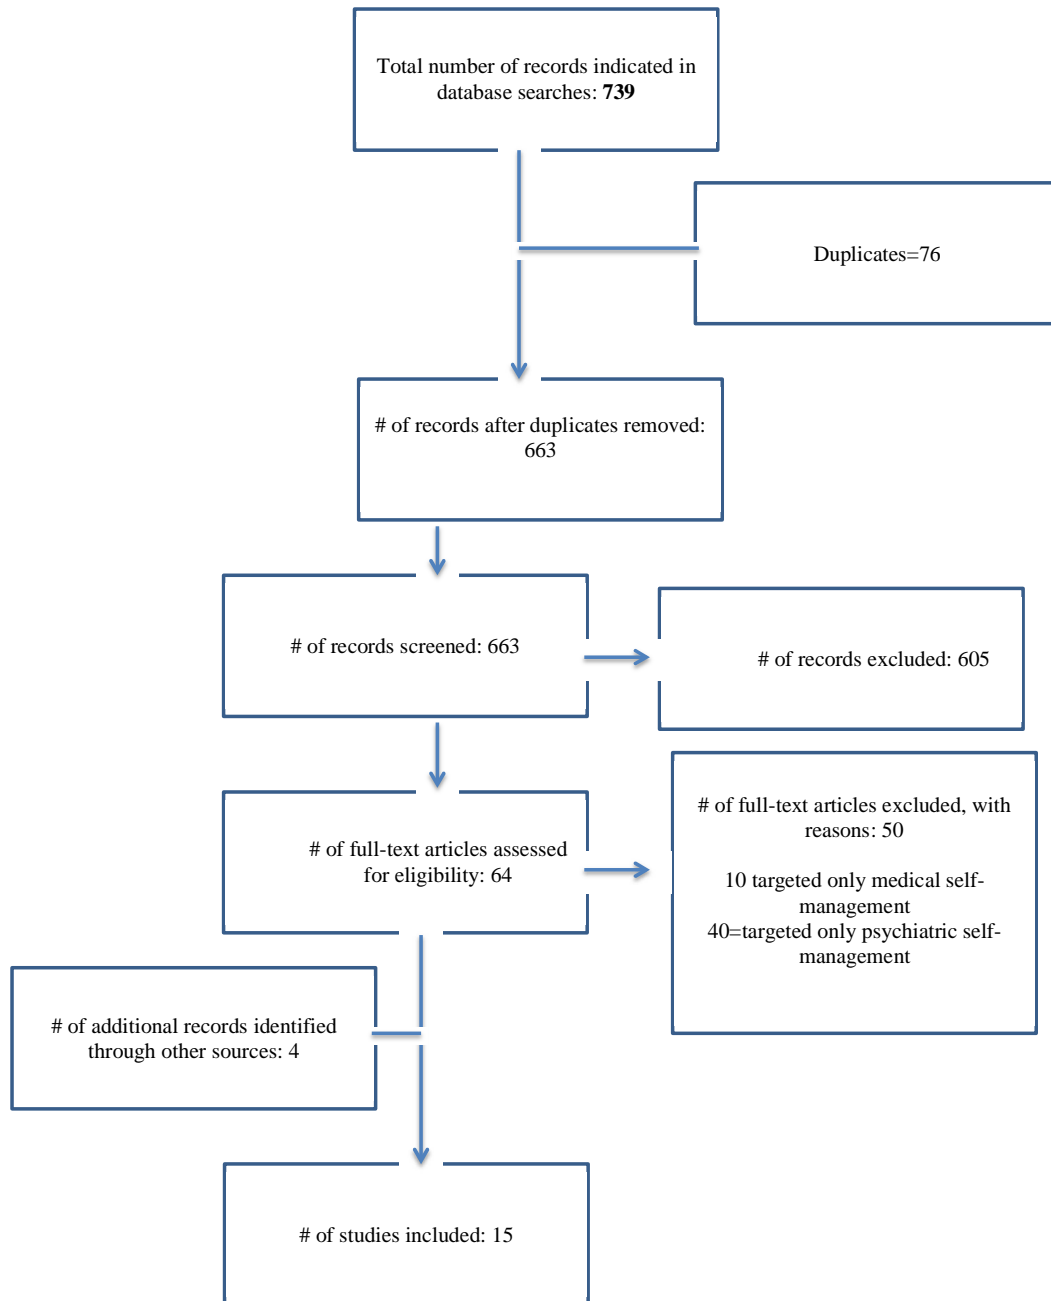 Total number of records indicated in
database searches: 739
Duplicates=76
# of records after duplicates removed:
663
# of records screened: 663
# of records excluded: 605
# of full-text articles assessed
for eligibility: 64
# of full-text articles excluded, with
reasons: 50
10 targeted only medical self-
management
40=targeted only psychiatric self-
management
# of additional records identified
through other sources: 4
# of studies included: 15